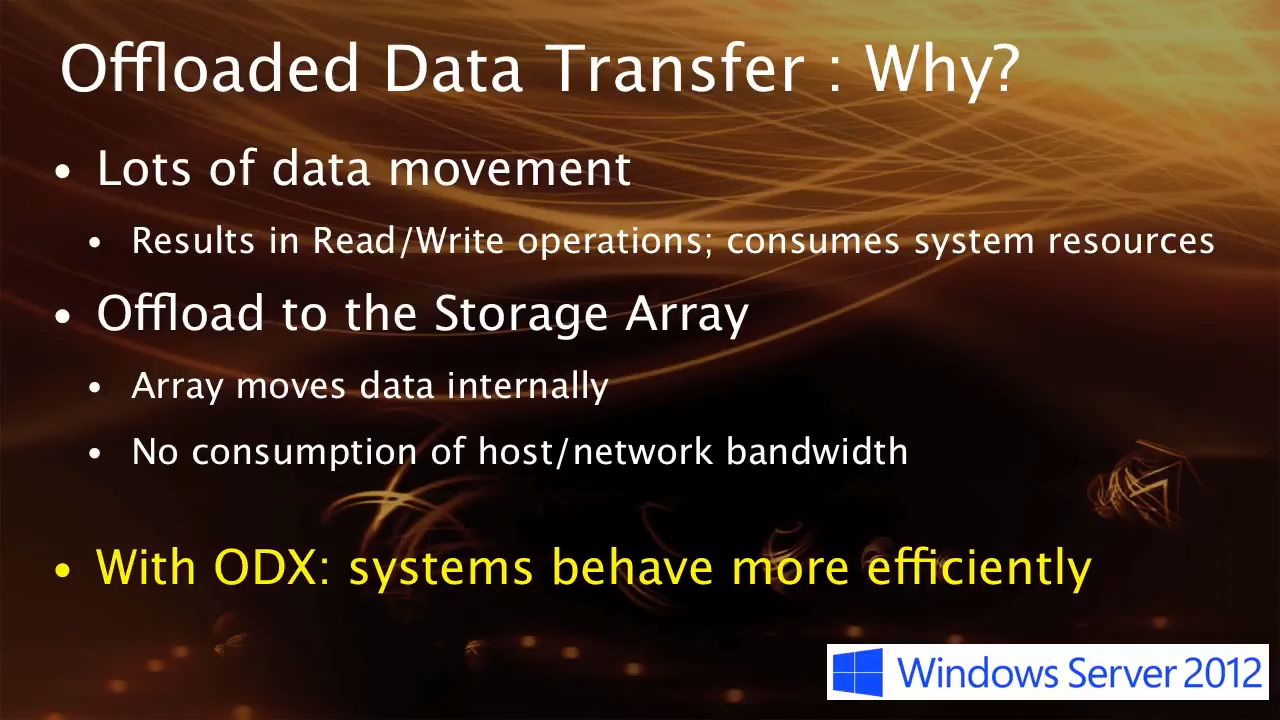 Offloaded Data Transfer : Why?
• Lots of data movement
• Results in Read/Write operations; consumes system resources
• Offload to the Storage Array
• Array moves data internally
• No consumption of host/network bandwidth
• With ODX: systems behave more efficiently
Windows Server 2012